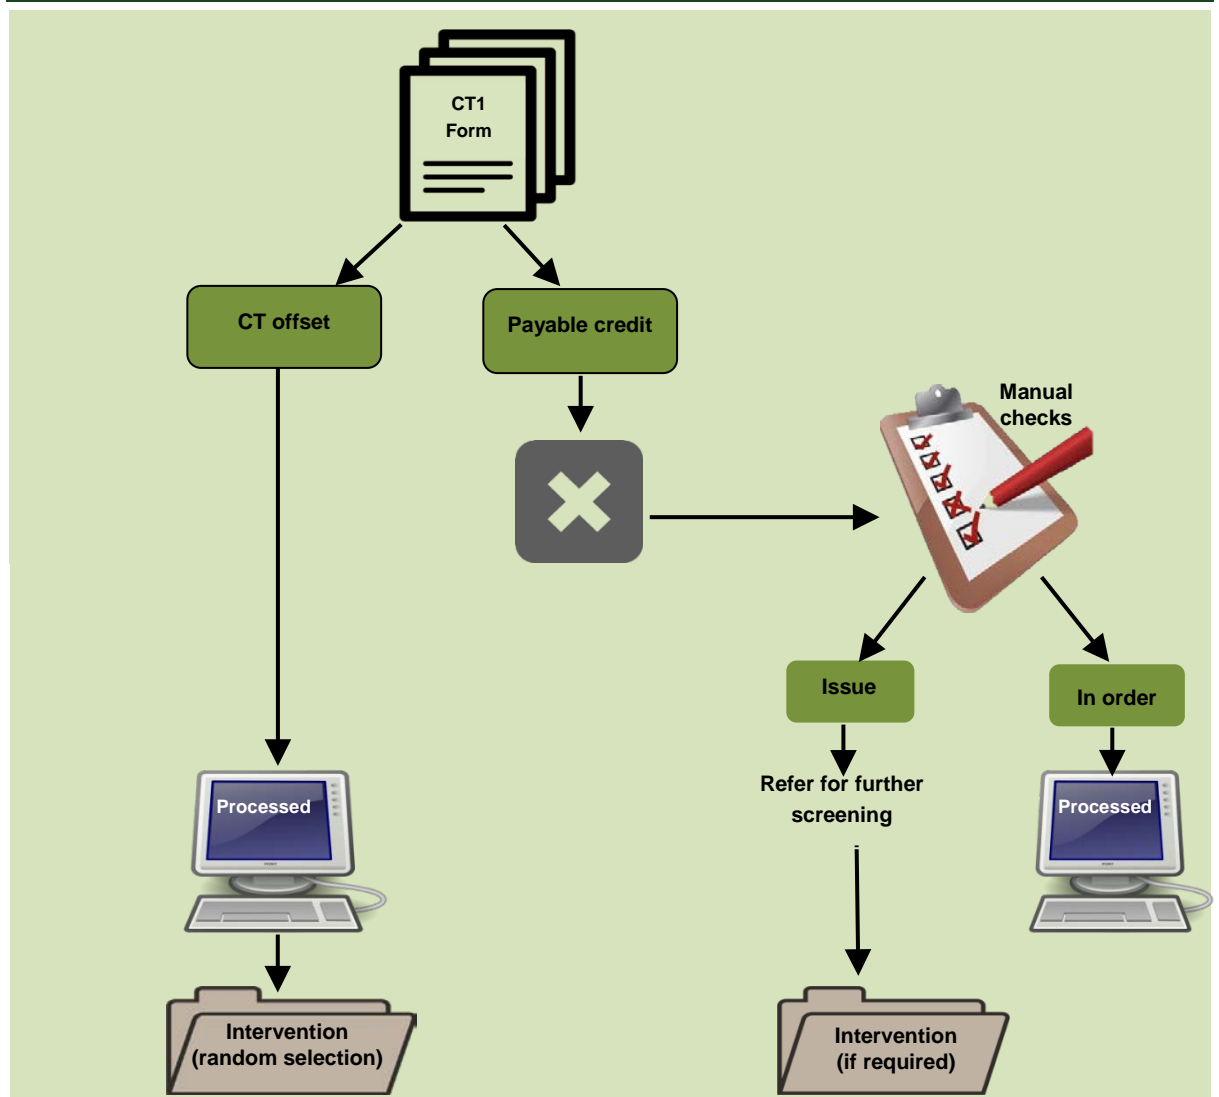 CT1
Form
CT offset
Payable credit
Manual
checks
Issue
In order
Refer for further
screening
Processed
Processed
Intervention
(random selection)
Intervention
(if required)